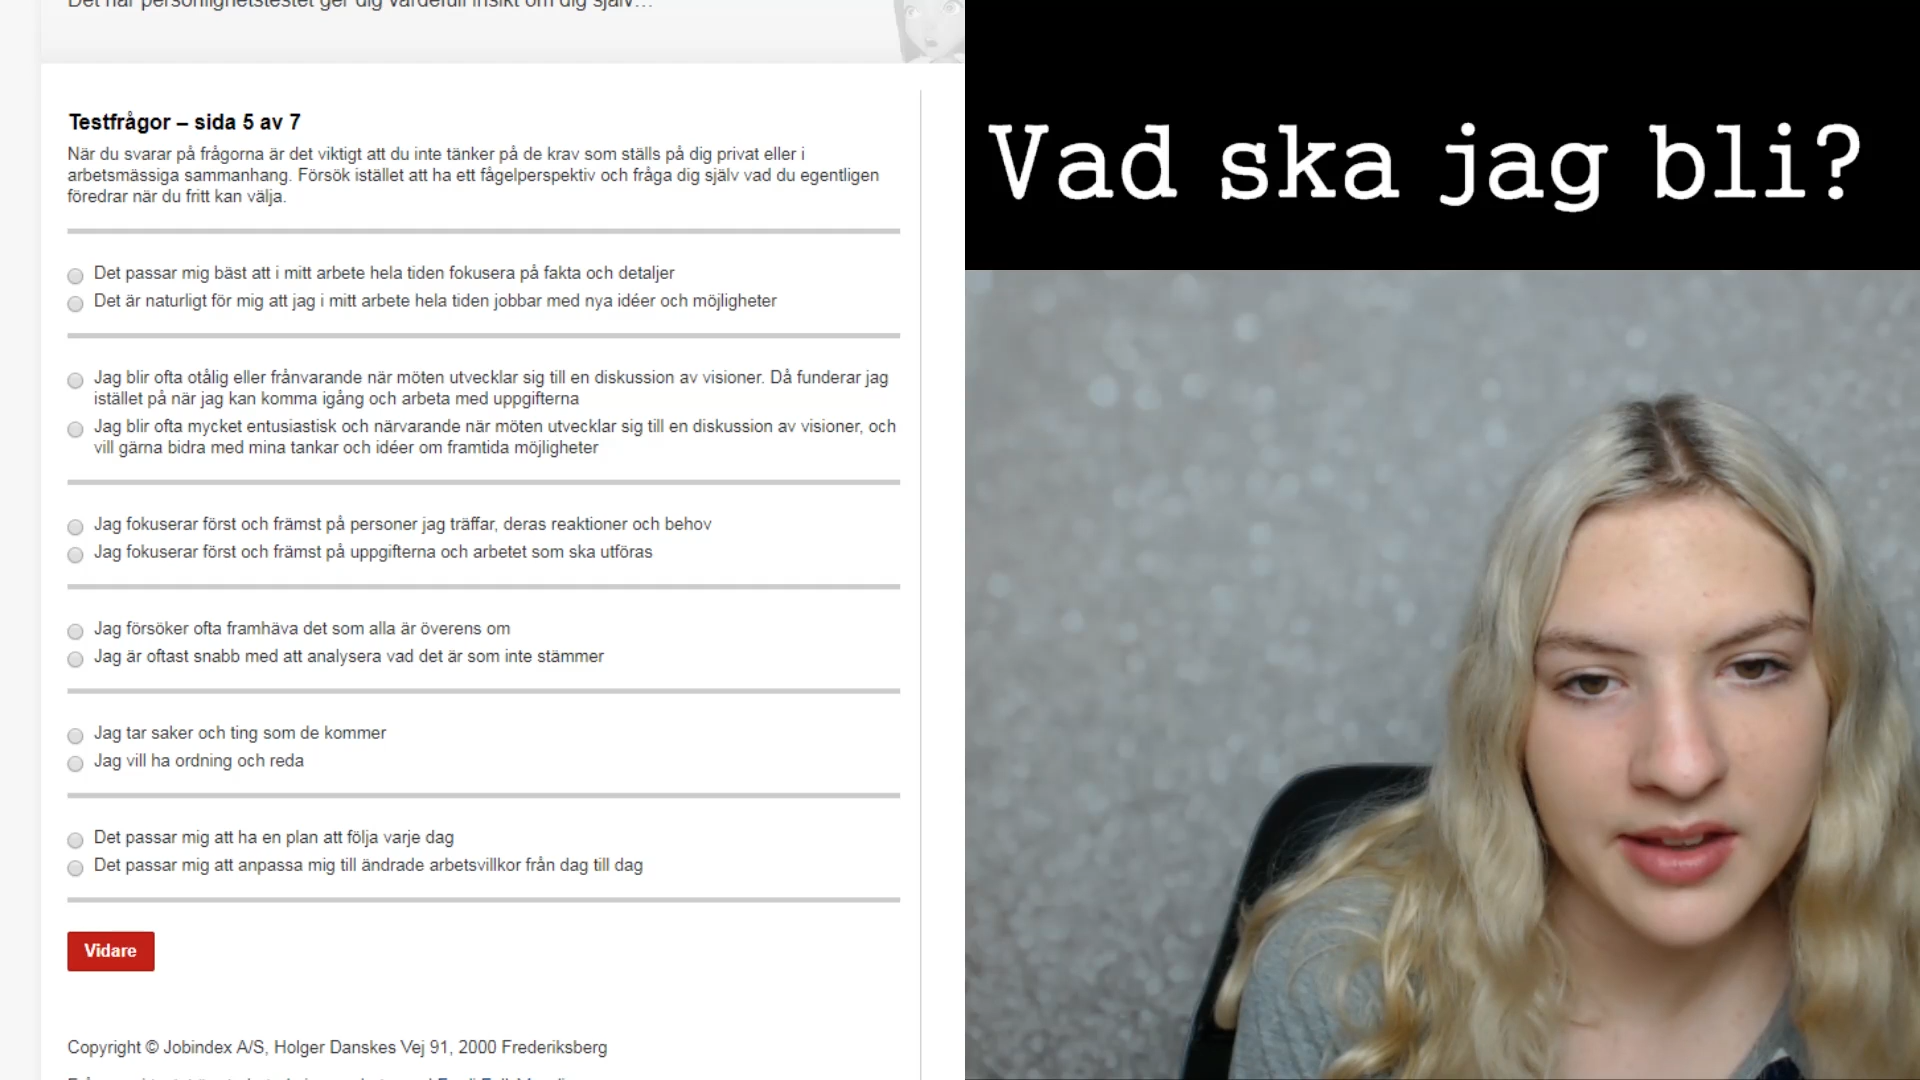 Det här personlighetstestet ger dig värdefull insikt om dig själv…
Testfrågor – sida 5 av 7
När du svarar på frågorna är det viktigt att du inte tänker på de krav som ställs på dig privat eller i
arbetsmässiga sammanhang. Försök istället att ha ett fågelperspektiv och fråga dig själv vad du egentligen
föredrar när du fritt kan välja.
Det passar mig bäst att i mitt arbete hela tiden fokusera på fakta och detaljer
Det är naturligt för mig att jag i mitt arbete hela tiden jobbar med nya idéer och möjligheter
Jag blir ofta otålig eller frånvarande när möten utvecklar sig till en diskussion av visioner. Då funderar jag
istället på när jag kan komma igång och arbeta med uppgifterna
Jag blir ofta mycket entusiastisk och närvarande när möten utvecklar sig till en diskussion av visioner, och
vill gärna bidra med mina tankar och idéer om framtida möjligheter
Jag fokuserar först och främst på personer jag träffar, deras reaktioner och behov
Jag fokuserar först och främst på uppgifterna och arbetet som ska utföras
Jag försöker ofta framhäva det som alla är överens om
Jag är oftast snabb med att analysera vad det är som inte stämmer
Jag tar saker och ting som de kommer
Jag vill ha ordning och reda
Det passar mig att ha en plan att följa varje dag
Det passar mig att anpassa mig till ändrade arbetsvillkor från dag till dag
Vidare
Copyright © Jobindex A/S, Holger Danskes Vej 91, 2000 Frederiksberg
Vad ska jag bli?